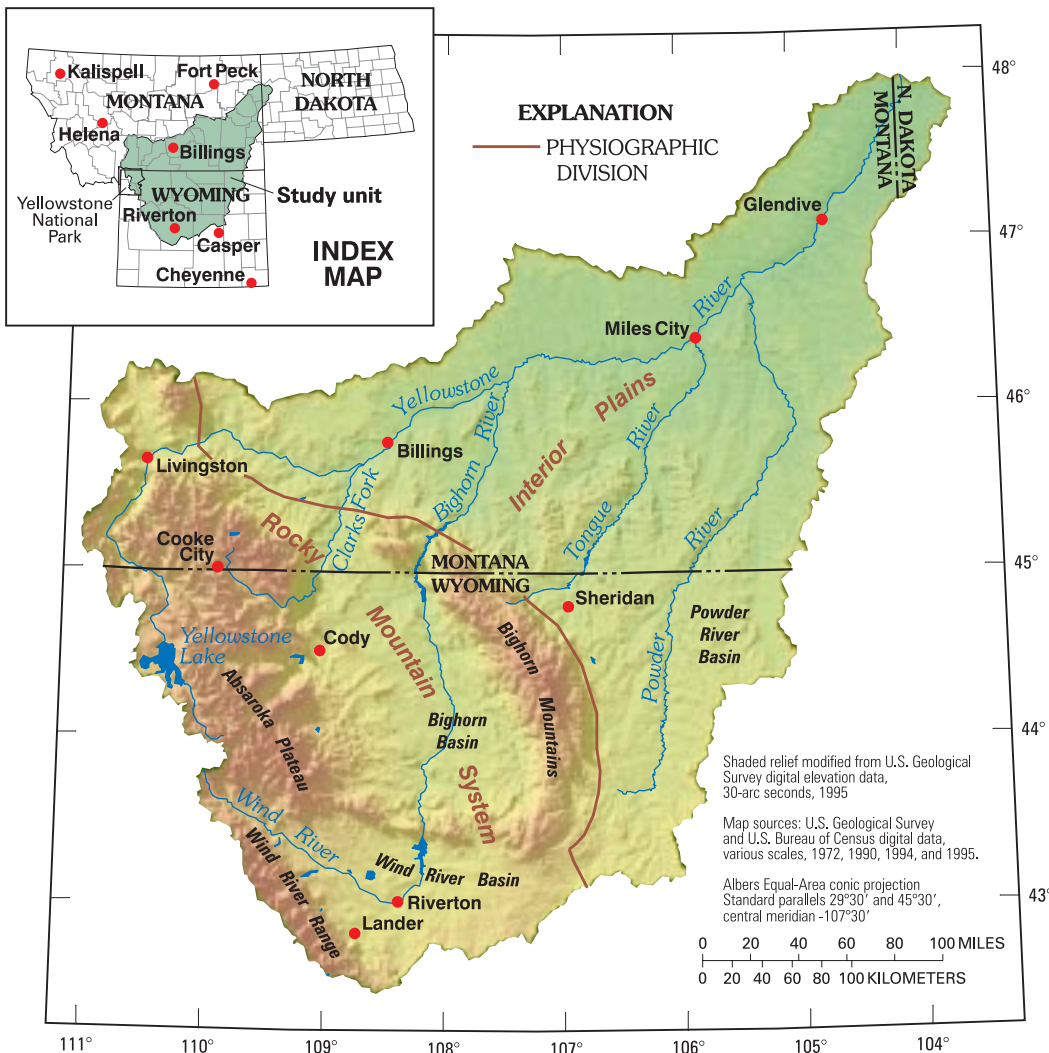 Kalispell
Fort Peck
MONTANA
NORTH
DAKOTA
Helena
Billings
WYOMING
Study unit
Yellowstone
National
Park
Riverton
Casper
Cheyenne
INDEX
MAP
EXPLANATION
PHYSIOGRAPHIC
DIVISION
108°
107°
106°
105°
104°
103°
48°
47°
46°
45°
44°
43°
N. DAKOTA
MONTANA
Glendive
River
Miles City
Yellowstone
Plains
Interior
River
Bighorn
River
Tongue
River
Powder
Billings
Livingston
Clarks Fork
Rocky
Mountain
System
Cooke
City
MONTANA
WYOMING
Sheridan
Powder
River
Basin
Yellowstone
Lake
Cody
Bighorn
Mountains
Absaroka Plateau
Bighorn
Basin
Wind River
Wind River Range
Wind River Basin
Riverton
Lander
Shaded relief modified from U.S. Geological
Survey digital elevation data,
30-arc seconds, 1995
Map sources: U.S. Geological Survey
and U.S. Bureau of Census digital data,
various scales, 1972, 1990, 1994, and 1995.
Albers Equal-Area conic projection
Standard parallels 29°30' and 45°30',
central meridian -107°30'
0 20 40 60 80 100 MILES
0 20 40 60 80 100 KILOMETERS
111°
110°
109°
108°
107°
106°
105°
104°